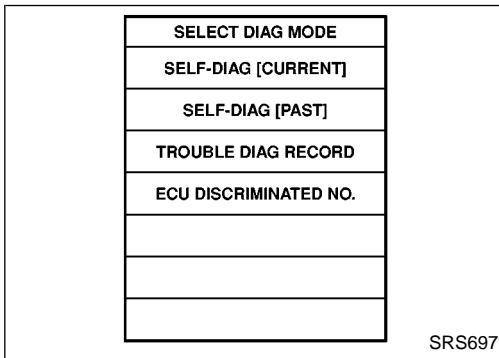 SELECT DIAG MODE
SELF-DIAG [CURRENT]
SELF-DIAG [PAST]
TROUBLE DIAG RECORD
ECU DISCRIMINATED NO.
SRS697